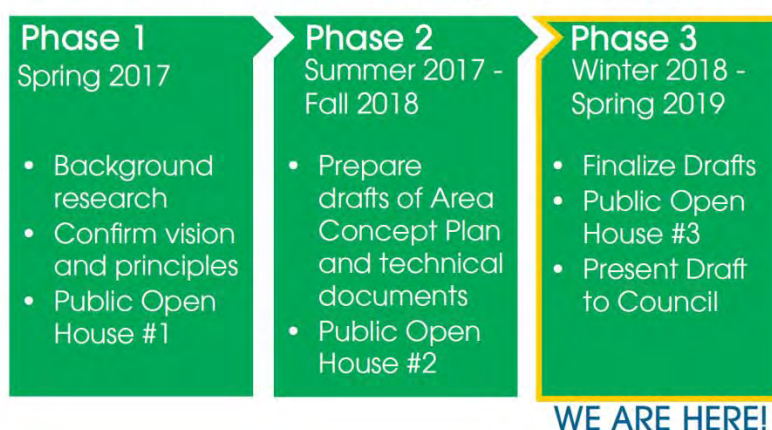 Phase 1
Spring 2017
• Background
research
• Confirm vision
and principles
• Public Open
House #1
Phase 2
Summer 2017 -
Fall 2018
• Prepare
drafts of Area
Concept Plan
and technical
documents
• Public Open
House #2
Phase 3
Winter 2018 -
Spring 2019
• Finalize Drafts
• Public Open
House #3
• Present Draft
to Council
WE ARE HERE!